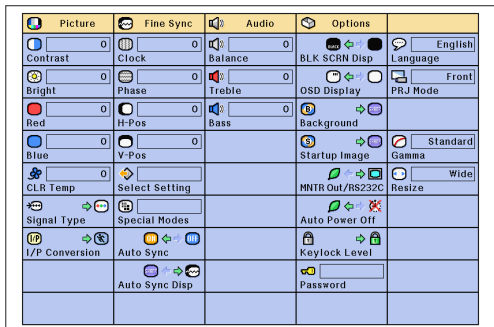 Picture Fine Sync Audio Options
0 0 0 BLACK English
Contrast Clock Balance BLK SCRN Disp Language
0 0 0 Front
Bright Phase Treble OSD Display PRJ Mode
0 0 0 B
Red H-Pos Bass Background
0 0 S Standard
Blue V-Pos Startup Image Gamma
0 Wide
CLR Temp Select Setting MNTR Out/RS232C Resize
Signal Type Special Modes Auto Power Off
I/P ON OFF
I/P Conversion Auto Sync Keylock Level
Auto Sync Disp Password